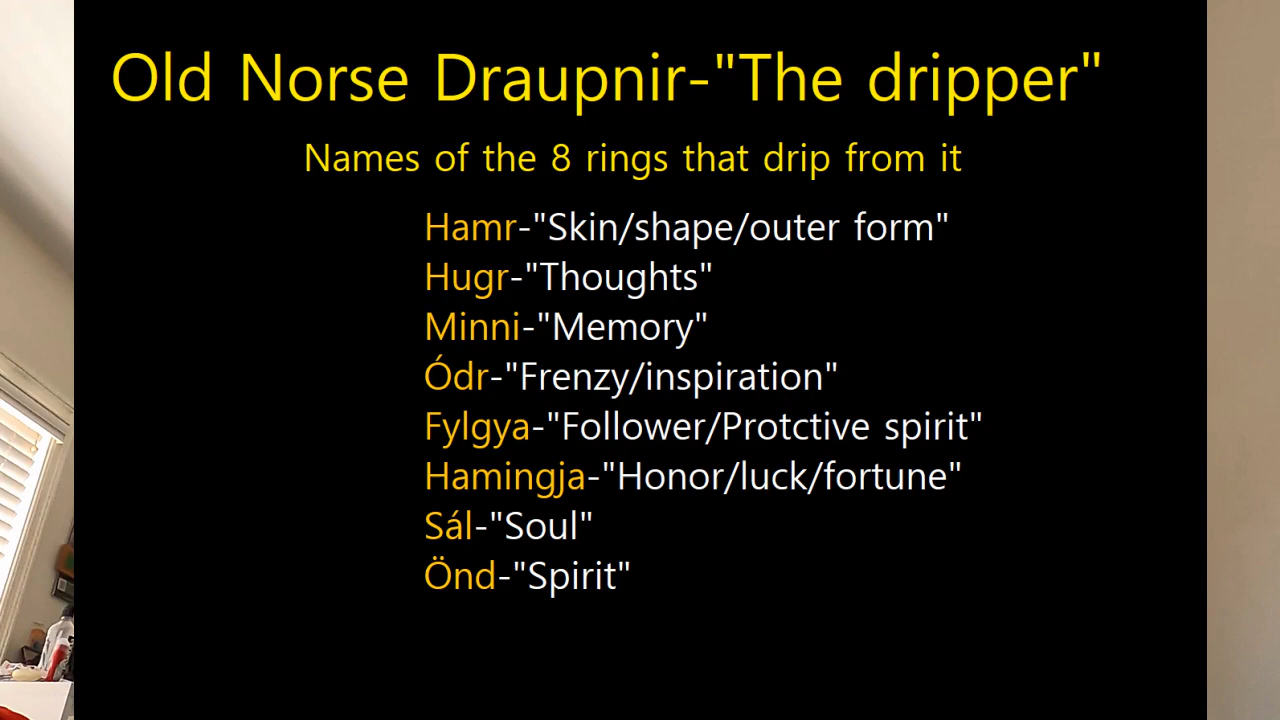 Old Norse Draupnir-"The dripper"
Names of the 8 rings that drip from it
Hamr-"Skin/shape/outer form"
Hugr-"Thoughts"
Minni-"Memory"
Ódr-"Frenzy/inspiration"
Fylgya-"Follower/Protctive spirit"
Hamingja-"Honor/luck/fortune"
Sál-"Soul"
Önd-"Spirit"